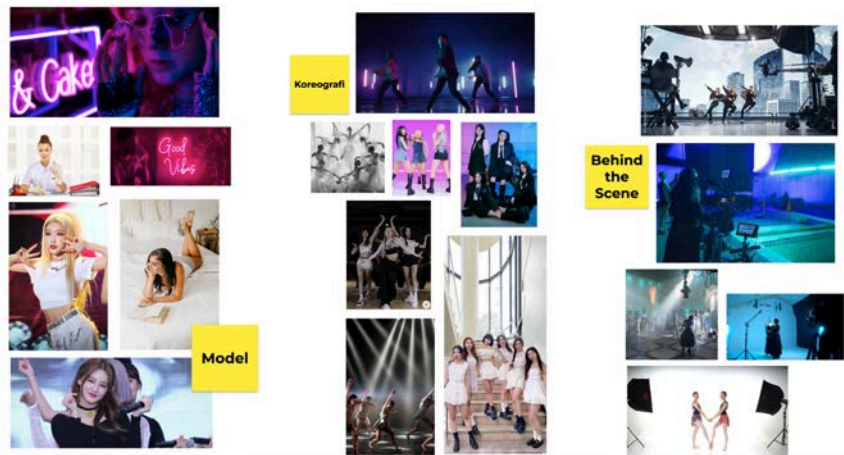 & Cake
Good
Vibes
Model
Koreografi
Behind
the
Scene